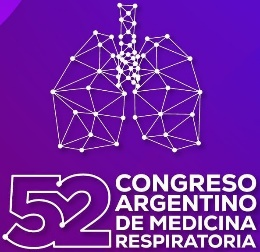 52
CONGRESO
ARGENTINO
DE MEDICINA
RESPIRATORIA